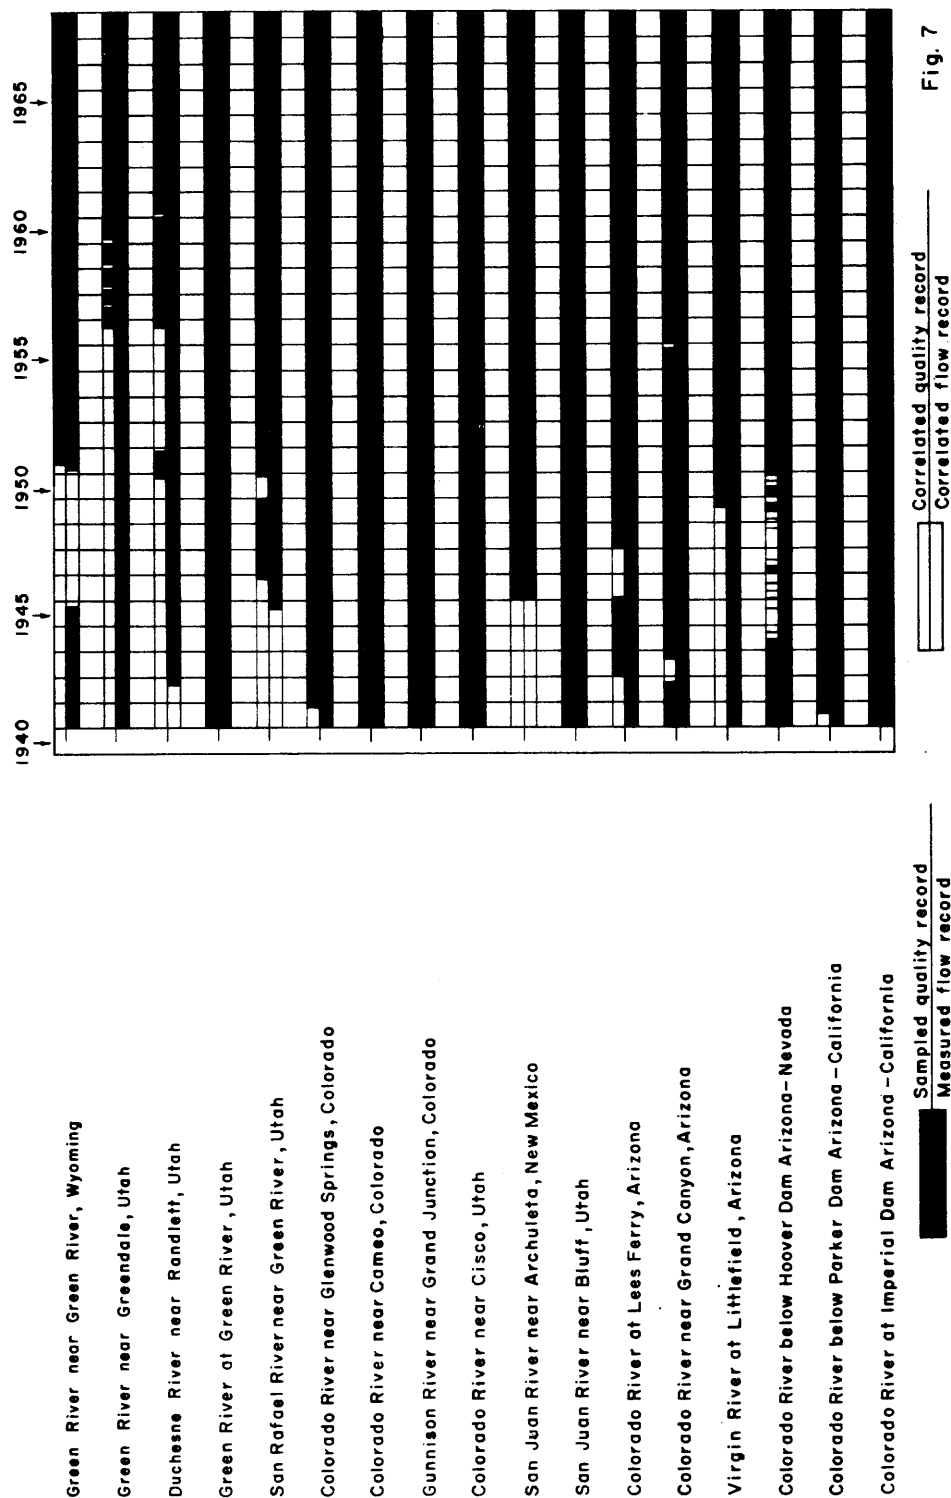 1940
1945
1950
1955
1960
1965
Green River near Green River, Wyoming
Green River near Greendale, Utah
Duchesne River near Randlett, Utah
Green River at Green River, Utah
San Rafael River near Green River, Utah
Colorado River near Glenwood Springs, Colorado
Colorado River near Cameo, Colorado
Gunnison River near Grand Junction, Colorado
Colorado River near Cisco, Utah
San Juan River near Archuleta, New Mexico
San Juan River near Bluff, Utah
Colorado River at Lees Ferry, Arizona
Colorado River near Grand Canyon, Arizona
Virgin River at Littlefield, Arizona
Colorado River below Hoover Dam Arizona-Nevada
Colorado River below Parker Dam Arizona-California
Colorado River at Imperial Dam Arizona-California
Sampled quality record
Measured flow record
Correlated quality record
Correlated flow record
Fig. 7